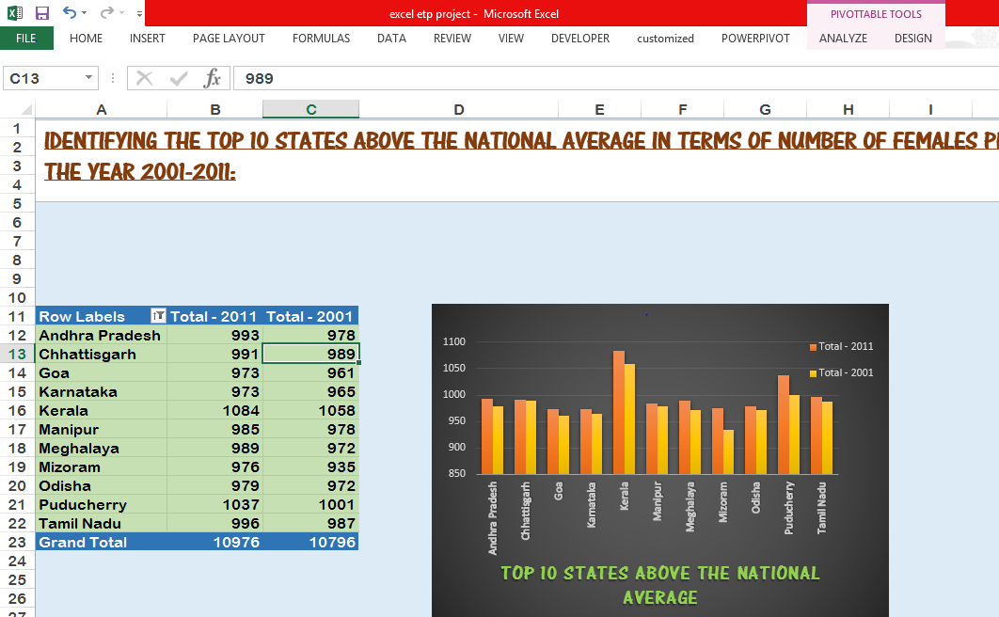 excel etp project - Microsoft Excel
PIVOTTABLE TOOLS
FILE HOME INSERT PAGE LAYOUT FORMULAS DATA REVIEW VIEW DEVELOPER customized POWERPIVOT ANALYZE DESIGN
C13 fx 989
A B C D E F G H I
1
IDENTIFYING THE TOP 10 STATES ABOVE THE NATIONAL AVERAGE IN TERMS OF NUMBER OF FEMALES
2
3
THE YEAR 2001-2011:
4
5
6
7
8
9
10
11 Row Labels Total - 2011 Total - 2001
12 Andhra Pradesh 993 978
13 Chhattisgarh 991 989
14 Goa 973 961
15 Karnataka 973 965
16 Kerala 1084 1058
17 Manipur 985 978
18 Meghalaya 989 972
19 Mizoram 976 935
20 Odisha 979 972
21 Puducherry 1037 1001
22 Tamil Nadu 996 987
23 Grand Total 10976 10796
24
25
26
27
1100
1050
1000
950
900
850
Total - 2011
Total - 2001
Andhra Pradesh
Chhattisgarh
Goa
Karnataka
Kerala
Manipur
Meghalaya
Mizoram
Odisha
Puducherry
Tamil Nadu
TOP 10 STATES ABOVE THE NATIONAL
AVERAGE